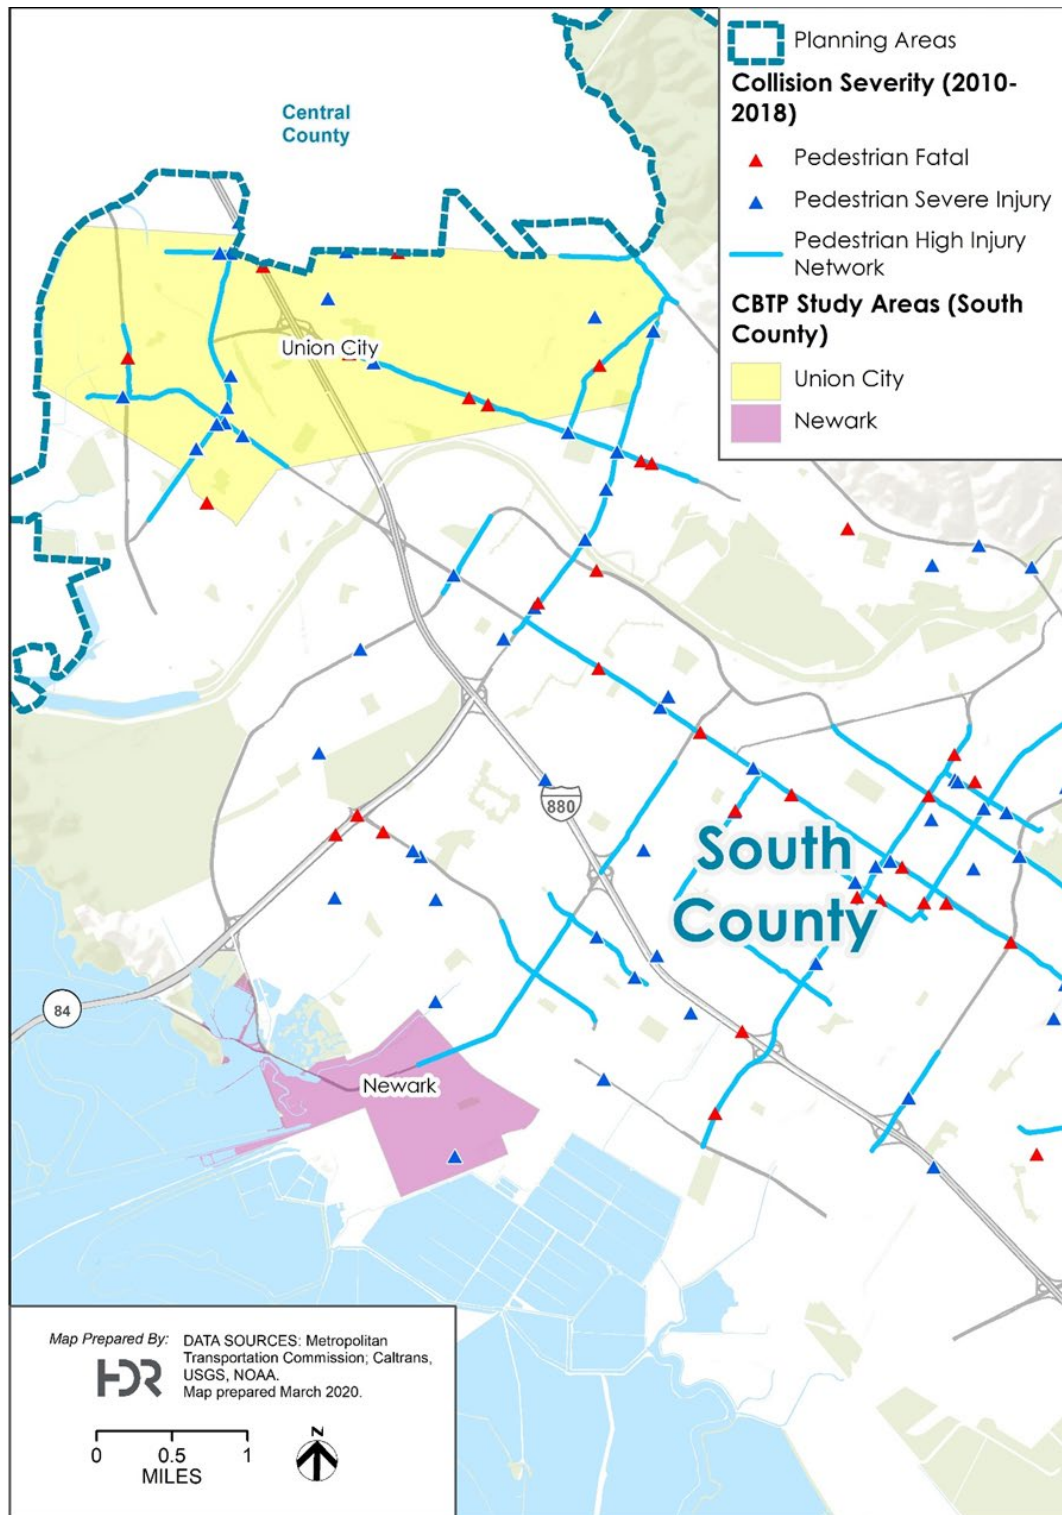 Planning Areas
Collision Severity (2010-
2018)
Pedestrian Fatal
Pedestrian Severe Injury
Pedestrian High Injury
Network
CBTP Study Areas (South
County)
Union City
Newark
Central
County
Union City
880
South
County
84
Newark
Map Prepared By:
HDR
DATA SOURCES: Metropolitan
Transportation Commission; Caltrans,
USGS, NOAA.
Map prepared March 2020.
0 0.5 1
MILES
N